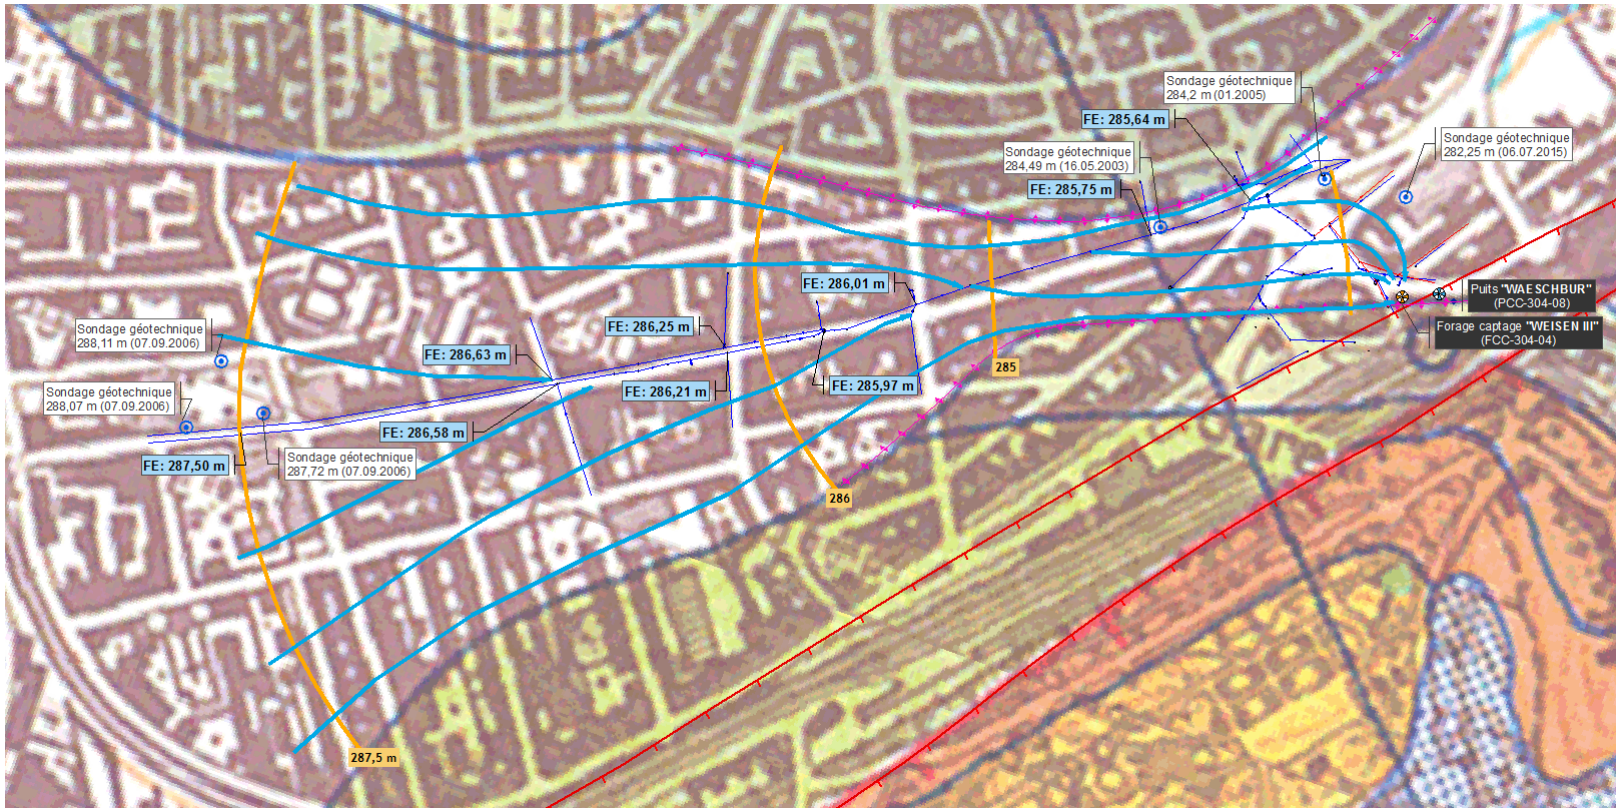 Sondage géotechnique
284,2 m (01.2005)
FE: 285,64 m
Sondage géotechnique
282,25 m (06.07.2015)
Sondage géotechnique
284,49 m (16.05.2003)
FE: 285,75 m
FE: 286,01 m
Puits "WAESCHBUR"
(PCC-304-08)
Forage captage "WEISEN III"
(FCC-304-04)
Sondage géotechnique
288,11 m (07.09.2006)
FE: 286,25 m
FE: 286,63 m
285
FE: 285,97 m
FE: 286,21 m
Sondage géotechnique
288,07 m (07.09.2006)
FE: 286,58 m
FE: 287,50 m
Sondage géotechnique
287,72 m (07.09.2006)
286
287,5 m